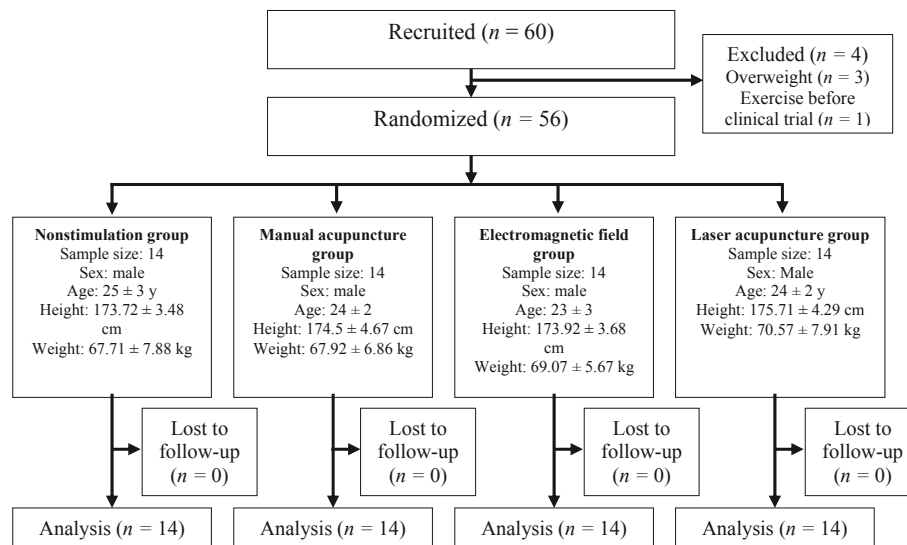 Recruited (n = 60)
Excluded (n = 4)
Overweight (n = 3)
Exercise before
clinical trial (n = 1)
Randomized (n = 56)
Nonstimulation group
Sample size: 14
Sex: male
Age: 25 ± 3 y
Height: 173.72 ± 3.48
cm
Weight: 67.71 ± 7.88 kg
Manual acupuncture
group
Sample size: 14
Sex: male
Age: 24 ± 2
Height: 174.5 ± 4.67 cm
Weight: 67.92 ± 6.86 kg
Electromagnetic field
group
Sample size: 14
Sex: male
Age: 23 ± 3
Height: 173.92 ± 3.68
cm
Weight: 69.07 ± 5.67 kg
Laser acupuncture group
Sample size: 14
Sex: Male
Age: 24 ± 2 y
Height: 175.71 ± 4.29 cm
Weight: 70.57 ± 7.91 kg
Lost to
follow-up
(n = 0)
Lost to
follow-up
(n = 0)
Lost to
follow-up
(n = 0)
Lost to
follow-up
(n = 0)
Analysis (n = 14)
Analysis (n = 14)
Analysis (n = 14)
Analysis (n = 14)